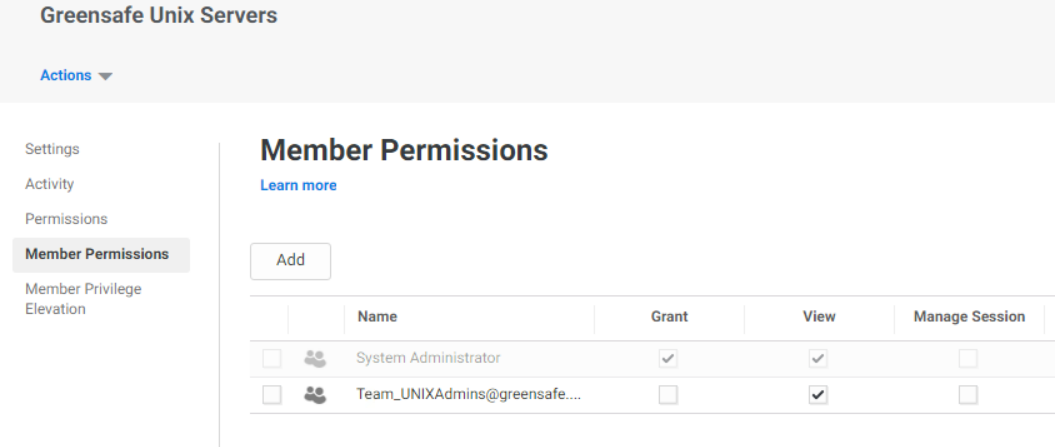 Greensafe Unix Servers
Actions
Settings
Activity
Permissions
Member Permissions
Member Privilege
Elevation
Member Permissions
Learn more
Add
Name Grant View Manage Session
System Administrator
Team_UNIXAdmins@greensafe....